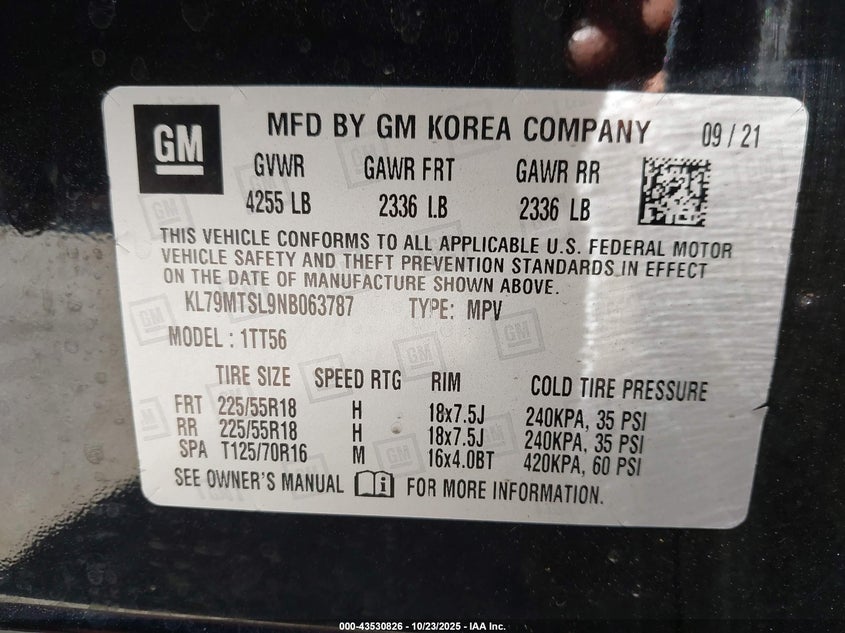 GM
MFD BY GM KOREA COMPANY 09 / 21
GVWR GAWR FRT GAWR RR
4255 LB 2336 LB 2336 LB
THIS VEHICLE CONFORMS TO ALL APPLICABLE U.S. FEDERAL MOTOR
VEHICLE SAFETY AND THEFT PREVENTION STANDARDS IN EFFECT
ON THE DATE OF MANUFACTURE SHOWN ABOVE.
KL79MTSL9NB063787 TYPE: MPV
MODEL : 1TT56
TIRE SIZE SPEED RTG RIM COLD TIRE PRESSURE
FRT 225/55R18 H 18x7.5J 240KPA, 35 PSI
RR 225/55R18 H 18x7.5J 240KPA, 35 PSI
SPA T125/70R16 M 16x4.0BT 420KPA, 60 PSI
SEE OWNER'S MANUAL i FOR MORE INFORMATION.
000-43530826 - 10/23/2025 - IAA Inc.